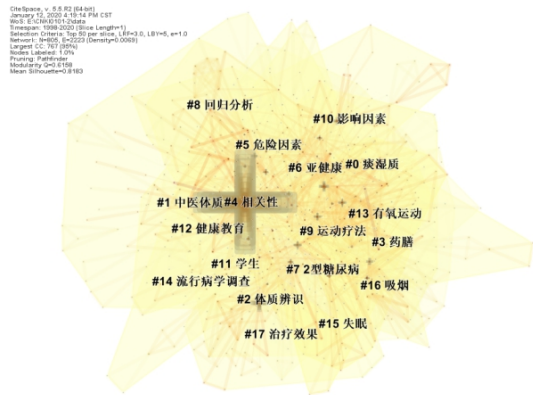 CiteSpace, v. 5.5.R2 (64-bit)
January 12, 2020 4:19:14 PM CST
WoS: E:\CNKI0101-2\data
Timespan: 1998-2020 (Slice Length=1)
Selection Criteria: Top 50 per slice, LRF=3.0, LBY=8, e=1.0
Network: N=805, E=2223 (Density=0.0069)
Largest CC: 767 (95%)
Nodes Labeled: 1.0%
Pruning: Pathfinder
Modularity Q=0.6198
Mean Silhouette=0.8183
#8 回归分析
#10 影响因素
#5 危险因素
#6 亚健康 #0 痰湿质
#1 中医体质 #4 相关性
#13 有氧运动
#12 健康教育
#9 运动疗法
#3 药膳
#11 学生
#7 2型糖尿病
#14 流行病学调查
#16 吸烟
#2 体质辨识
#15 失眠
#17 治疗效果